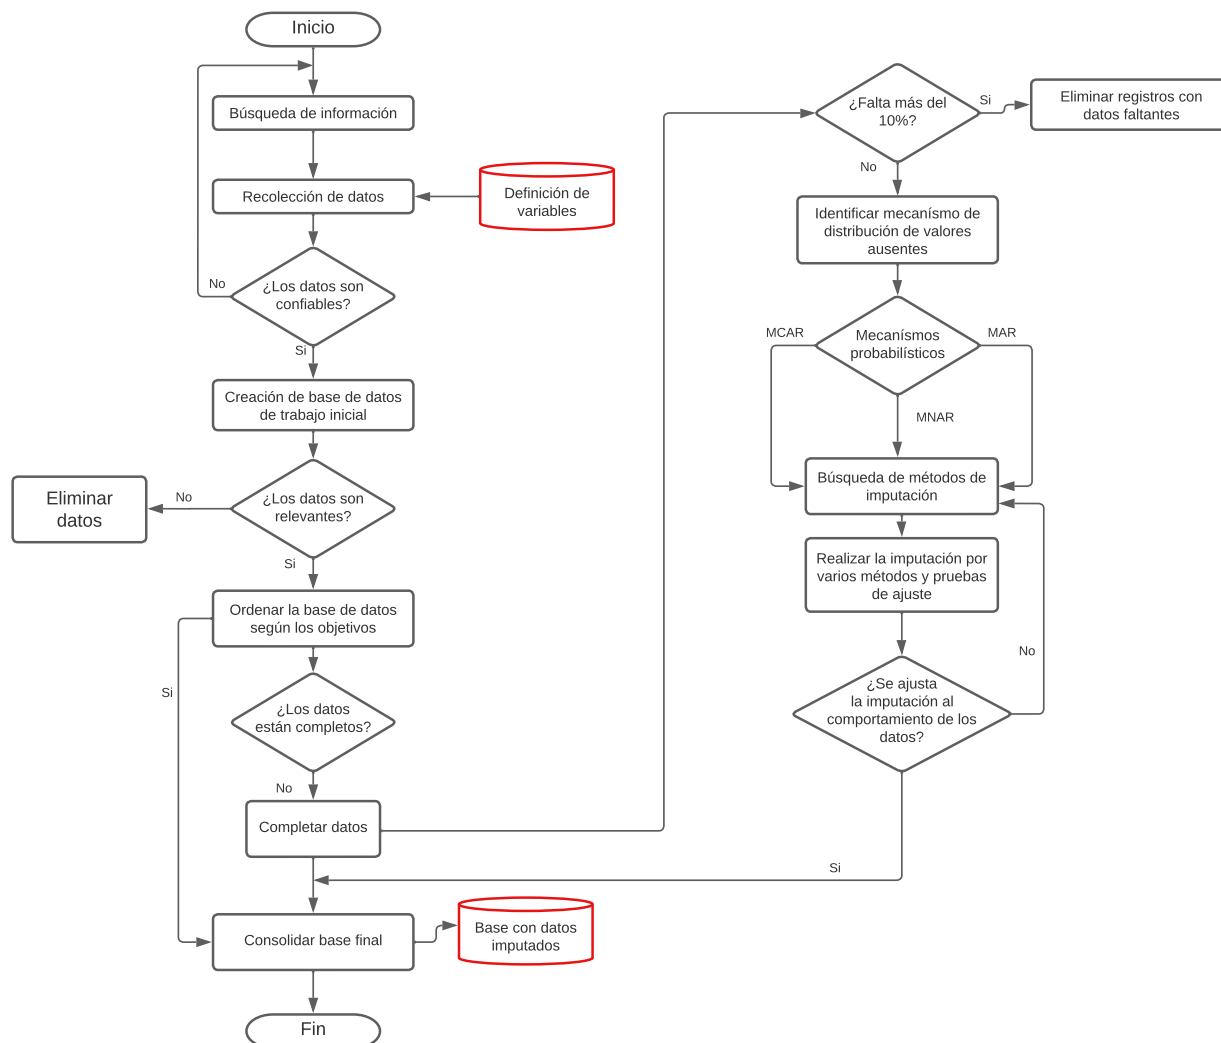 Inicio
Búsqueda de información
Recolección de datos
Definición de
variables
¿Los datos son
confiables?
No
Si
Creación de base de datos
de trabajo inicial
¿Los datos son
relevantes?
No
Eliminar
datos
Si
Ordenar la base de datos
según los objetivos
Si
¿Los datos
están completos?
No
Completar datos
Consolidar base final
Base con datos
imputados
Fin
¿Falta más del
10%?
Si
Eliminar registros con
datos faltantes
No
Identificar mecanísmo de
distribución de valores
ausentes
Mecanísmos
probabilísticos
MCAR
MAR
MNAR
Búsqueda de métodos de
imputación
Realizar la imputación por
varios métodos y pruebas
de ajuste
¿Se ajusta
la imputación al
comportamiento de los
datos?
No
Si